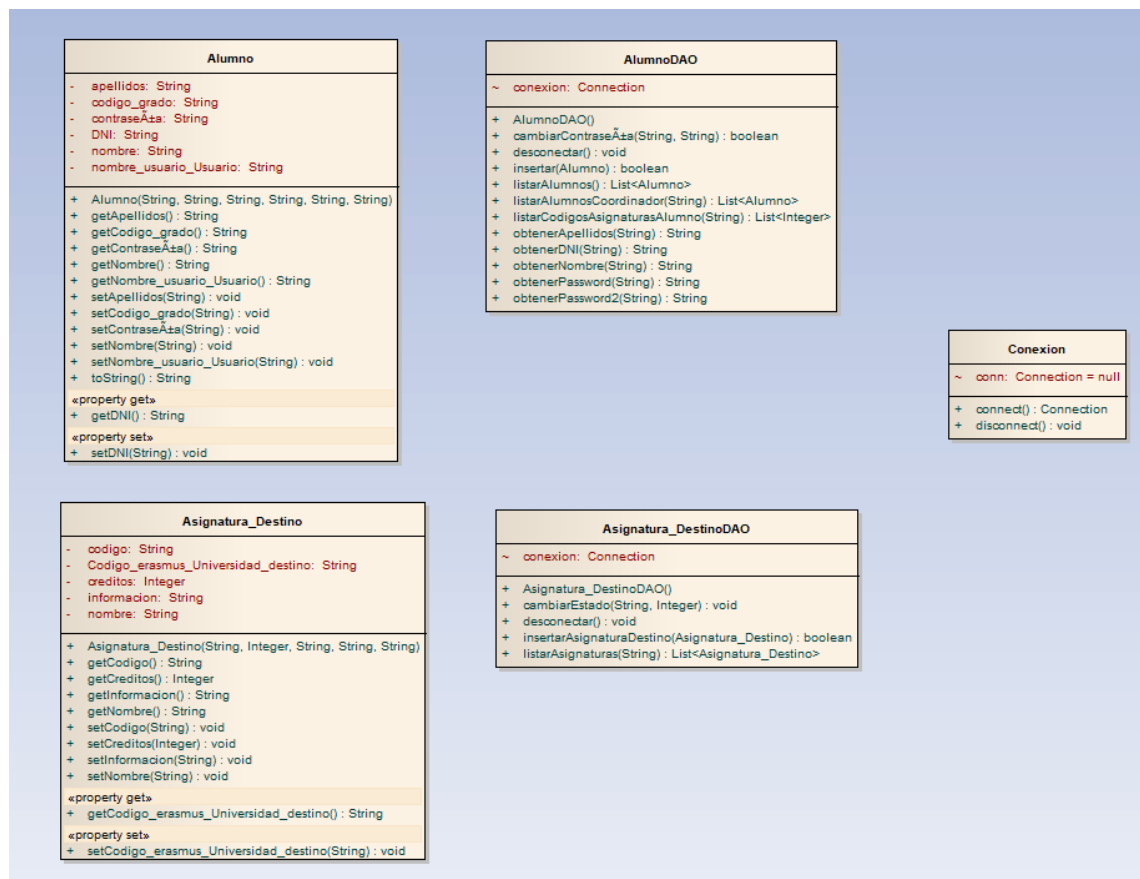 Alumno
- apellidos: String
- codigo_grado: String
- contraseÃ±a: String
- DNI: String
- nombre: String
- nombre_usuario_Usuario: String
+ Alumno(String, String, String, String, String, String)
+ getApellidos() : String
+ getCodigo_grado() : String
+ getContraseÃ±a() : String
+ getNombre() : String
+ getNombre_usuario_Usuario() : String
+ setApellidos(String) : void
+ setCodigo_grado(String) : void
+ setContraseÃ±a(String) : void
+ setNombre(String) : void
+ setNombre_usuario_Usuario(String) : void
+ toString() : String
«property get»
+ getDNI() : String
«property set»
+ setDNI(String) : void
AlumnoDAO
~ conexion: Connection
+ AlumnoDAO()
+ cambiarContraseÃ±a(String, String) : boolean
+ desconectar() : void
+ insertar(Alumno) : boolean
+ listarAlumnos() : List<Alumno>
+ listarAlumnosCoordinador(String) : List<Alumno>
+ listarCodigosAsignaturasAlumno(String) : List<Integer>
+ obtenerApellidos(String) : String
+ obtenerDNI(String) : String
+ obtenerNombre(String) : String
+ obtenerPassword(String) : String
+ obtenerPassword2(String) : String
Conexion
~ conn: Connection = null
+ connect() : Connection
+ disconnect() : void
Asignatura_Destino
- codigo: String
- Codigo_erasmus_Universidad_destino: String
- creditos: Integer
- informacion: String
- nombre: String
+ Asignatura_Destino(String, Integer, String, String, String)
+ getCodigo() : String
+ getCreditos() : Integer
+ getInformacion() : String
+ getNombre() : String
+ setCodigo(String) : void
+ setCreditos(Integer) : void
+ setInformacion(String) : void
+ setNombre(String) : void
«property get»
+ getCodigo_erasmus_Universidad_destino() : String
«property set»
+ setCodigo_erasmus_Universidad_destino(String) : void
Asignatura_DestinoDAO
~ conexion: Connection
+ Asignatura_DestinoDAO()
+ cambiarEstado(String, Integer) : void
+ desconectar() : void
+ insertarAsignaturaDestino(Asignatura_Destino) : boolean
+ listarAsignaturas(String) : List<Asignatura_Destino>